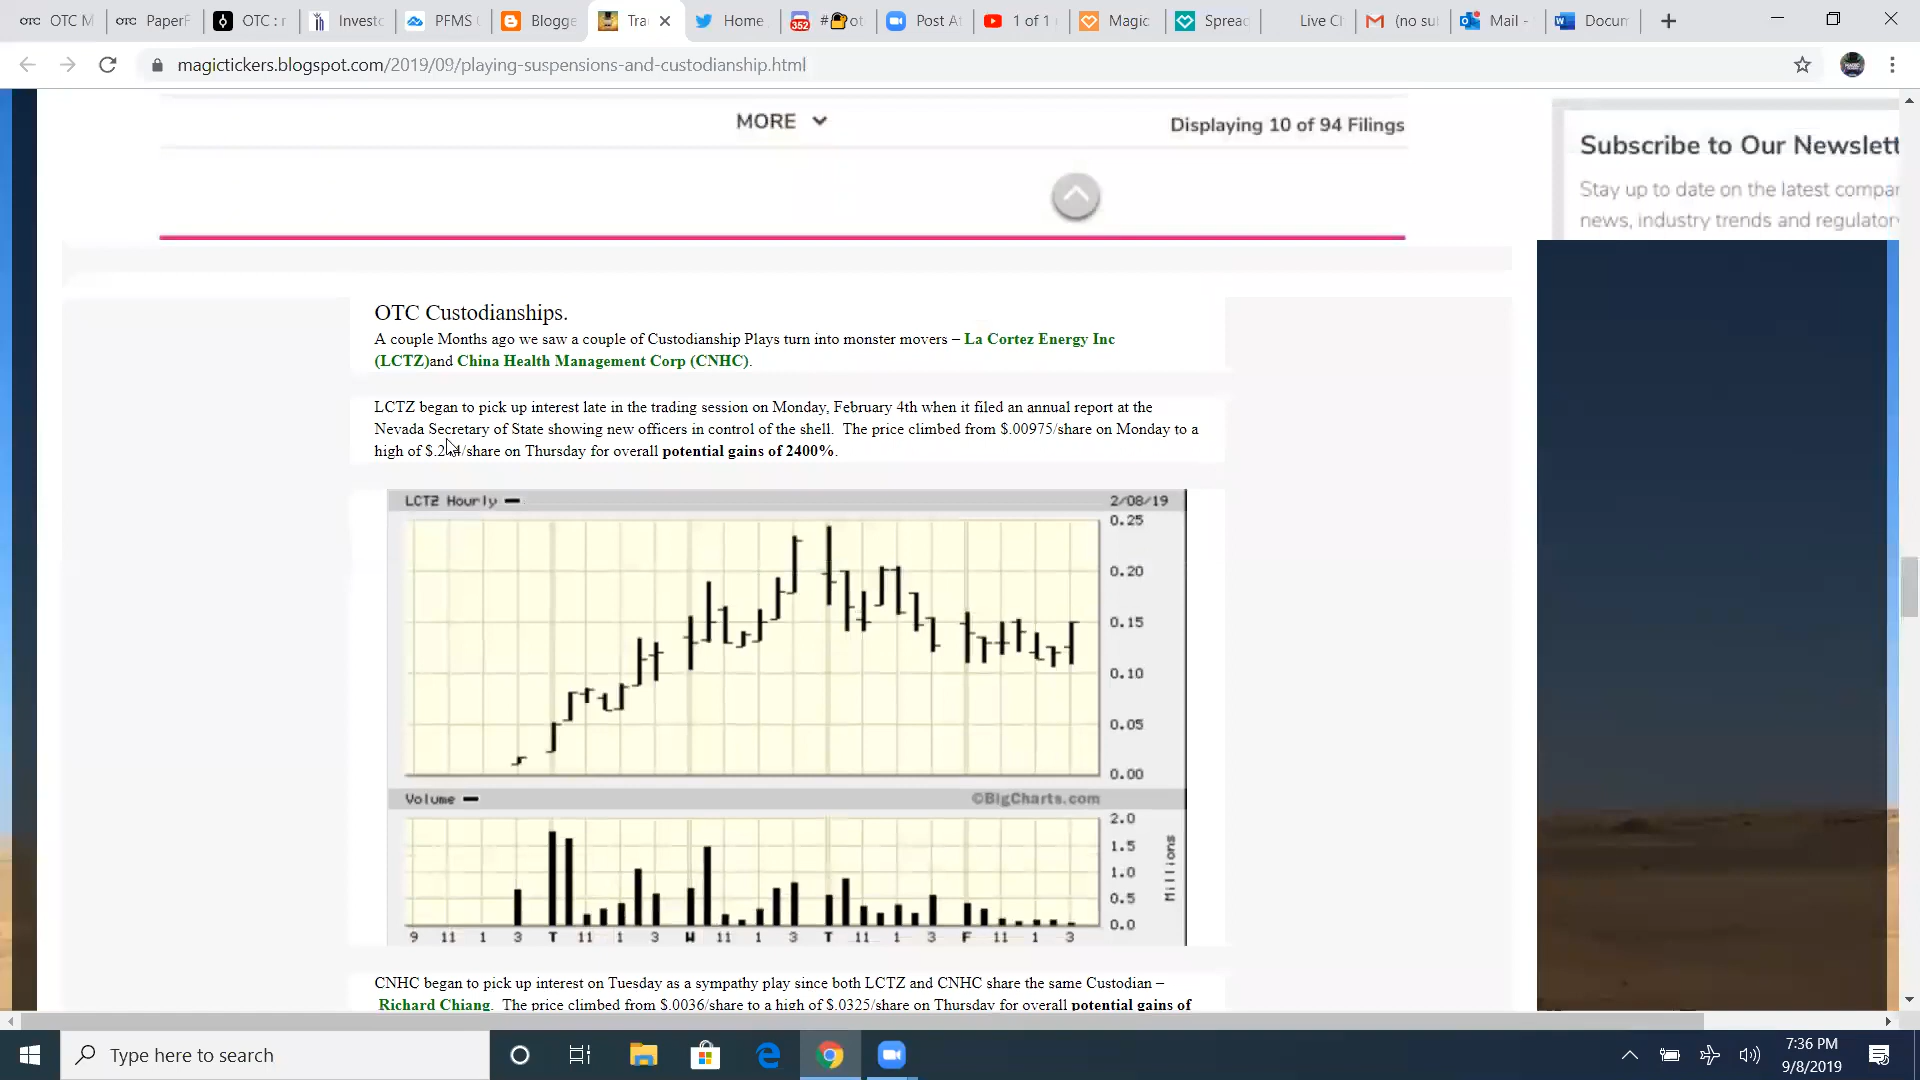 OTC M
PaperF
OTC : r
Investo
PFMS
Blogge
Tra
Home
Post Af
1 of 1
Magic
Spreac
Live Ch
(no su
Mail -
Docum
magictickers.blogspot.com/2019/09/playing-suspensions-and-custodianship.html
MORE
Displaying 10 of 94 Filings
Subscribe to Our Newslett
Stay up to date on the latest compar
news, industry trends and regulator
OTC Custodianships.
A couple Months ago we saw a couple of Custodianship Plays turn into monster movers – La Cortez Energy Inc
(LCTZ)and China Health Management Corp (CNHC).
LCTZ began to pick up interest late in the trading session on Monday, February 4th when it filed an annual report at the
Nevada Secretary of State showing new officers in control of the shell. The price climbed from $.00975/share on Monday to a
high of /share on Thursday for overall potential gains of 2400%.
LCTZ Hourly
2/08/19
0.25
0.20
0.15
0.10
0.05
0.00
Volume
©BigCharts.com
2.0
1.5
1.0
0.5
0.0
Millions
9 11 1 3 T 11 1 3 W 11 1 3 T 11 1 3 F 11 1 3
CNHC began to pick up interest on Tuesday as a sympathy play since both LCTZ and CNHC share the same Custodian –
Richard Chiang. The price climbed from $.0036/share to a high of $.0325/share on Thursday for overall potential gains of
Type here to search
7:36 PM
9/8/2019